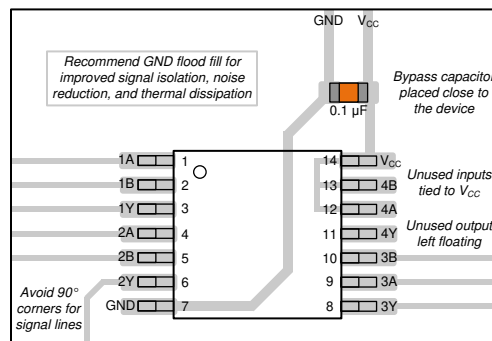 GND
VCC
Recommend GND flood fill for
improved signal isolation, noise
reduction, and thermal dissipation
Bypass capacitor
placed close to
the device
0.1 µF
1A 1 14 VCC
1B 2 13 4B
1Y 3 12 4A
2A 4 11 4Y
2B 5 10 3B
2Y 6 9 3A
GND 7 8 3Y
Unused inputs
tied to VCC
Unused output
left floating
Avoid 90°
corners for
signal lines